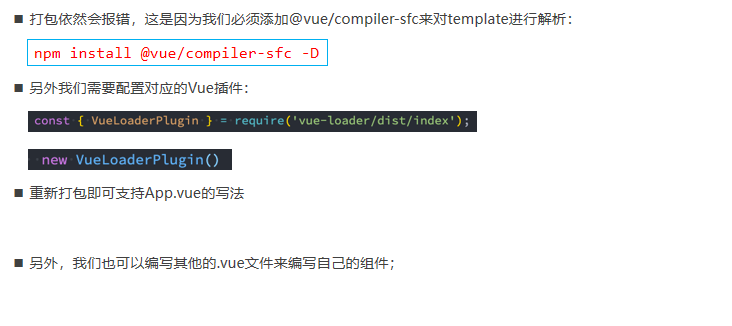 ■ 打包依然会报错，这是因为我们必须添加@vue/compiler-sfc来对template进行解析：
npm install @vue/compiler-sfc -D
■ 另外我们需要配置对应的Vue插件：
const { VueLoaderPlugin } = require('vue-loader/dist/index');
new VueLoaderPlugin()
■ 重新打包即可支持App.vue的写法
■ 另外，我们也可以编写其他的.vue文件来编写自己的组件；